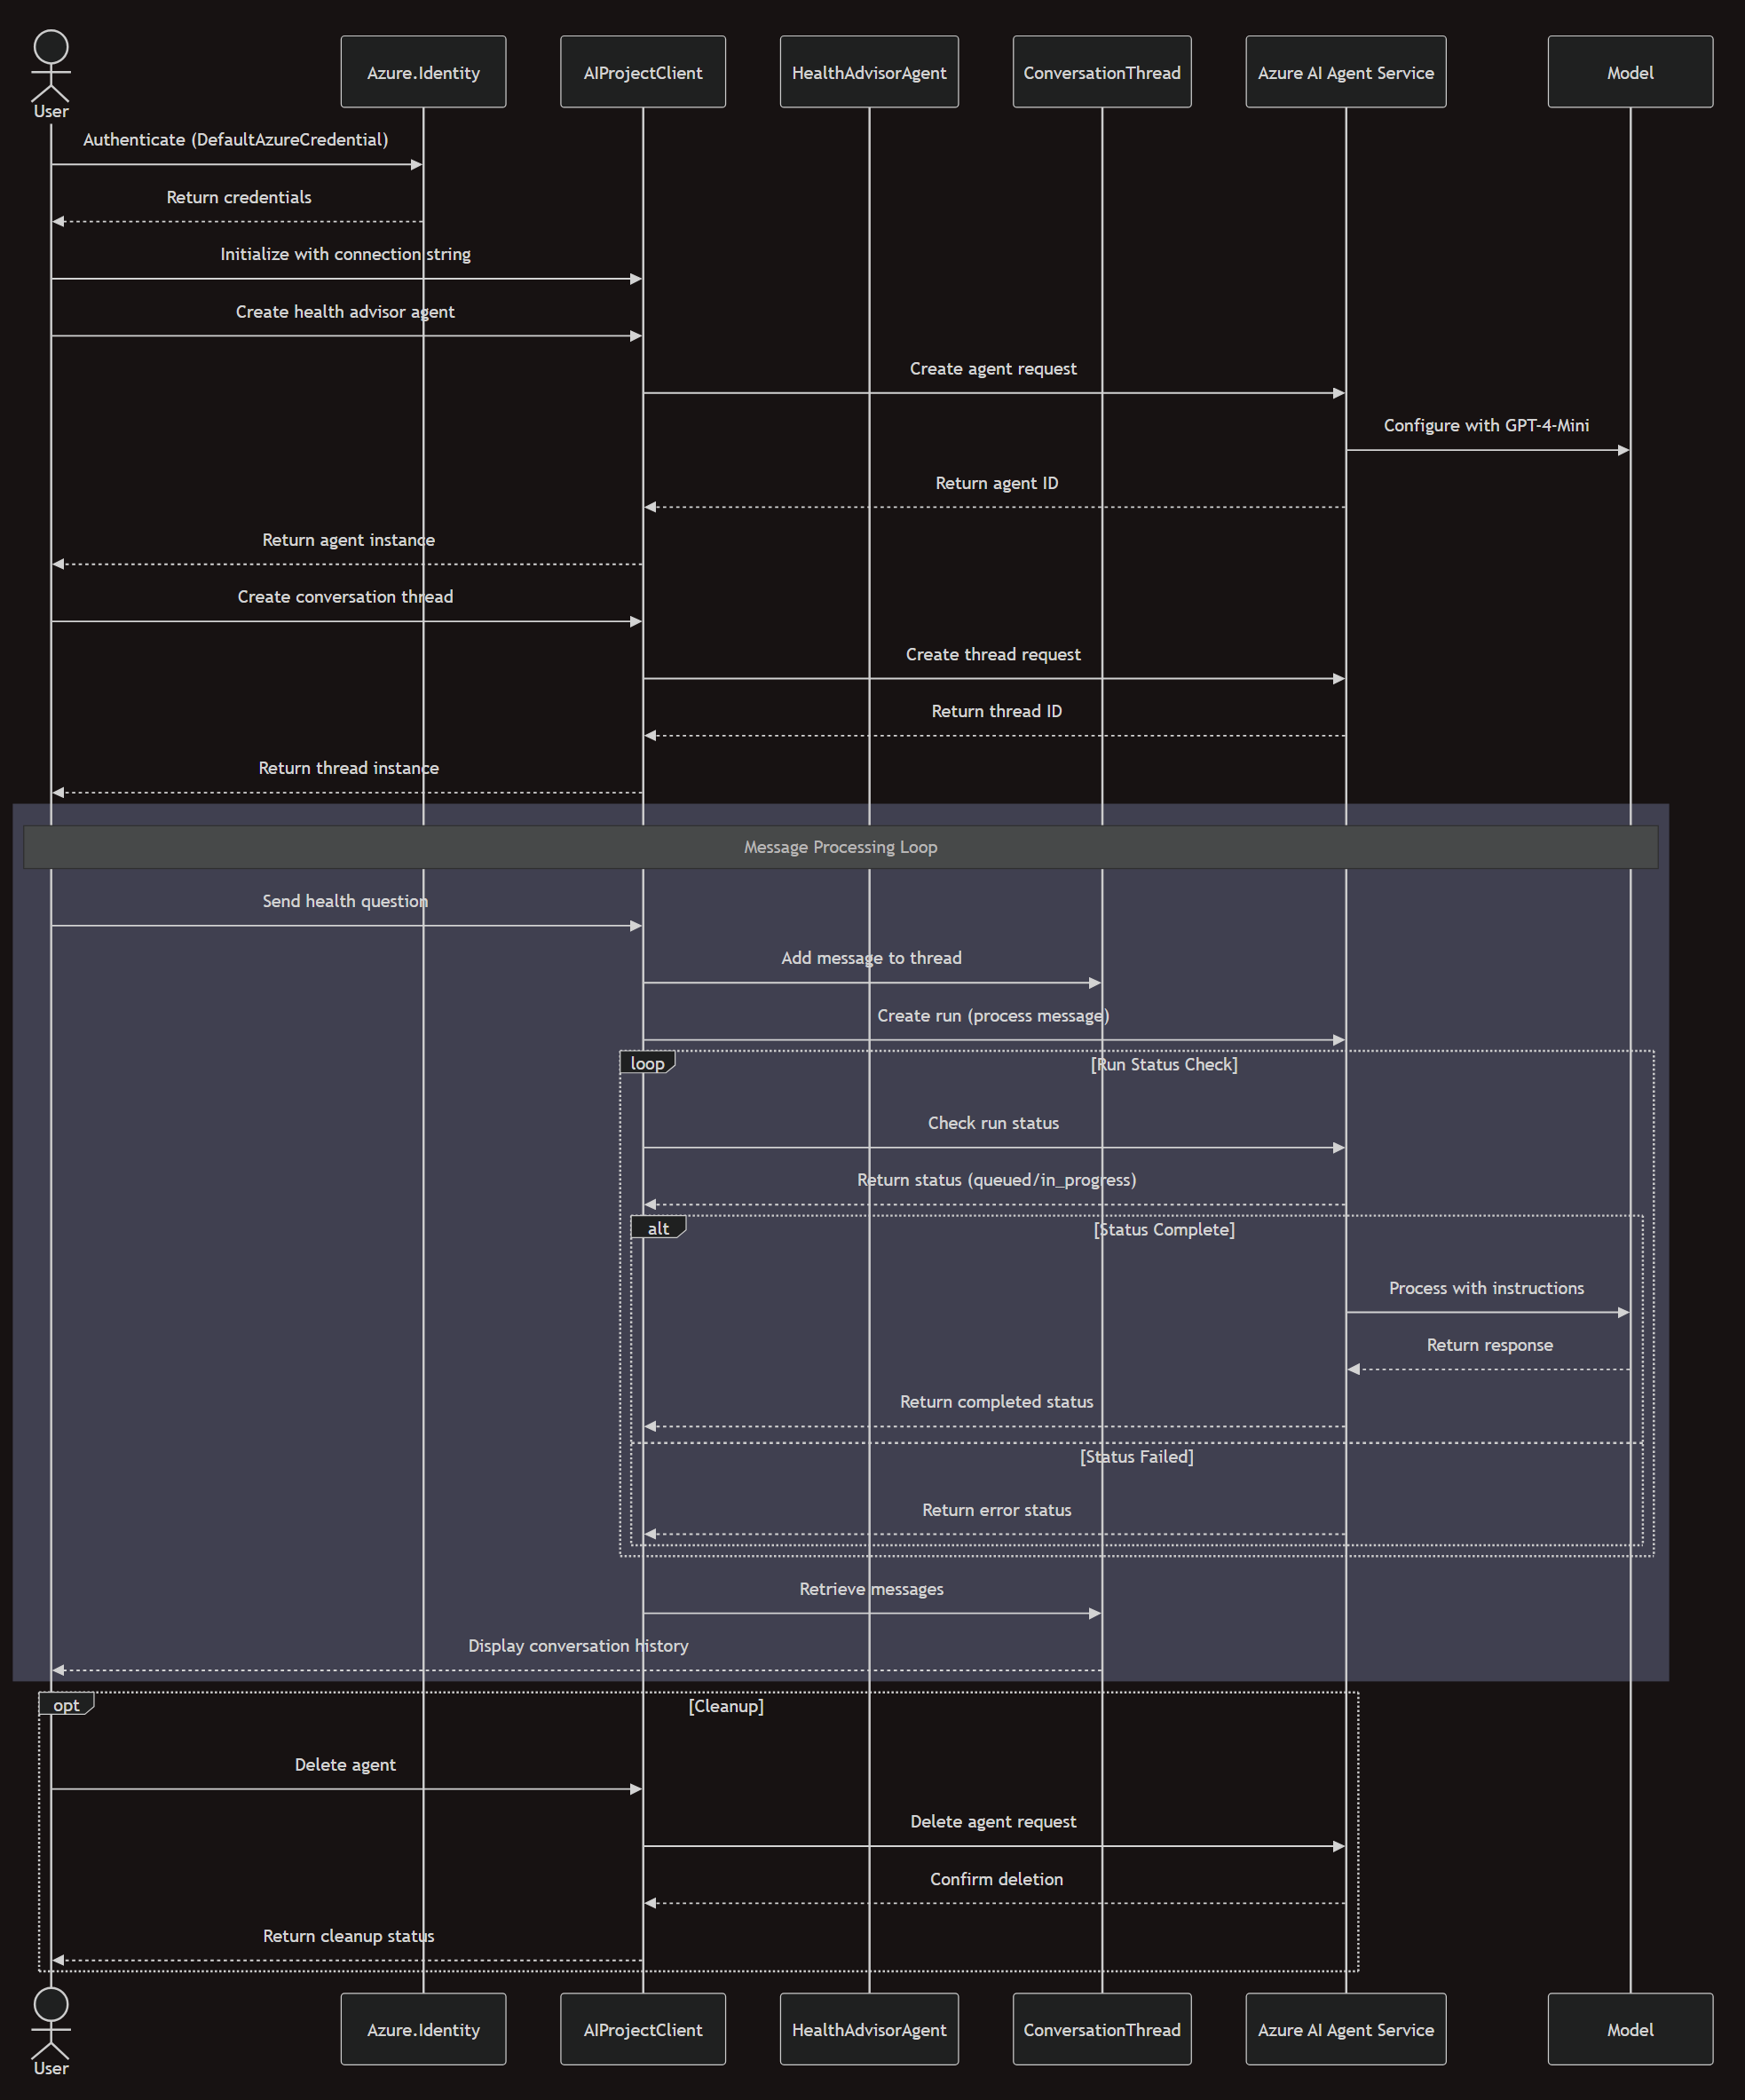 User
Azure.Identity
AIProjectClient
HealthAdvisorAgent
ConversationThread
Azure AI Agent Service
Model
Authenticate (DefaultAzureCredential)
Return credentials
Initialize with connection string
Create health advisor agent
Create agent request
Configure with GPT-4-Mini
Return agent ID
Return agent instance
Create conversation thread
Create thread request
Return thread ID
Return thread instance
Message Processing Loop
Send health question
Add message to thread
Create run (process message)
loop
[Run Status Check]
Check run status
Return status (queued/in_progress)
alt
[Status Complete]
Process with instructions
Return response
Return completed status
[Status Failed]
Return error status
Retrieve messages
Display conversation history
opt
[Cleanup]
Delete agent
Delete agent request
Confirm deletion
Return cleanup status
User
Azure.Identity
AIProjectClient
HealthAdvisorAgent
ConversationThread
Azure AI Agent Service
Model